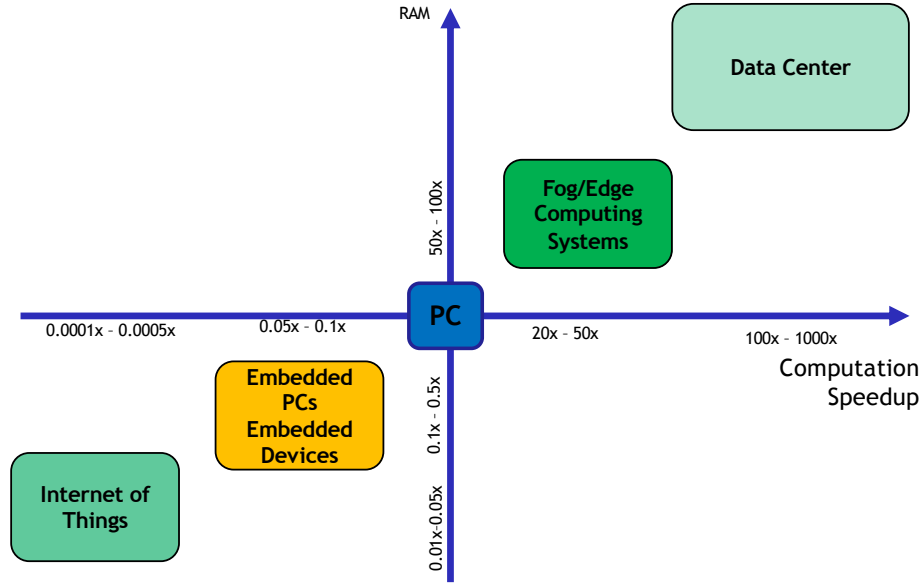 RAM
Data Center
Fog/Edge
Computing
Systems
50x – 100x
PC
0.0001x – 0.0005x
0.05x – 0.1x
20x – 50x
100x – 1000x
Computation
Speedup
Embedded
PCs
Embedded
Devices
0.1x – 0.5x
Internet of
Things
0.01x–0.05x